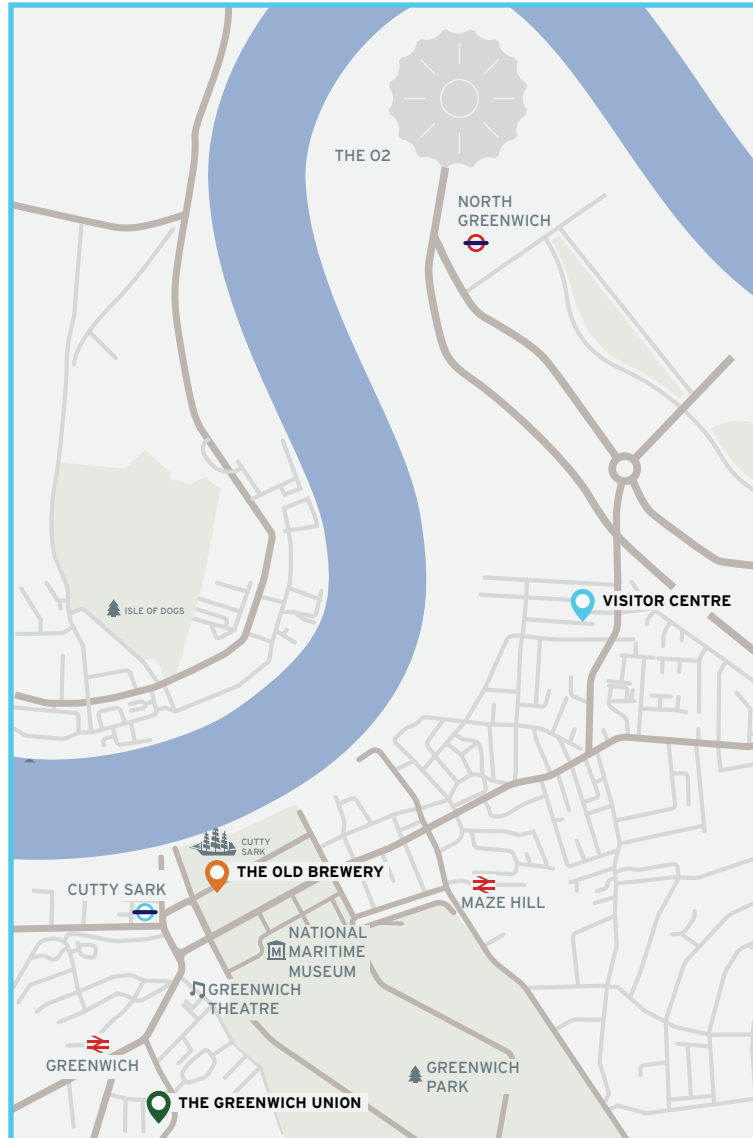 THE O2
NORTH
GREENWICH
ISLE OF DOGS
VISITOR CENTRE
CUTTY
SARK
THE OLD BREWERY
CUTTY SARK
MAZE HILL
NATIONAL
MARITIME
MUSEUM
M
GREENWICH
THEATRE
GREENWICH
GREENWICH
PARK
THE GREENWICH UNION